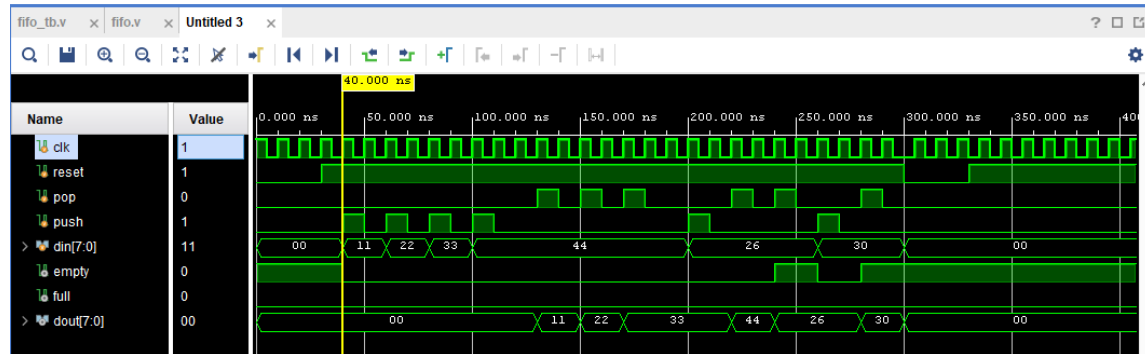 fifo_tb.v × fifo.v × Untitled 3 ×
40.000 ns
Name Value 0.000 ns 50.000 ns 100.000 ns 150.000 ns 200.000 ns 250.000 ns 300.000 ns 350.000 ns
clk 1
reset 1
pop 0
push 1
din[7:0] 11 00 11 22 33 44 26 30 00
empty 0
full 0
dout[7:0] 00 00 11 22 33 44 26 30 00